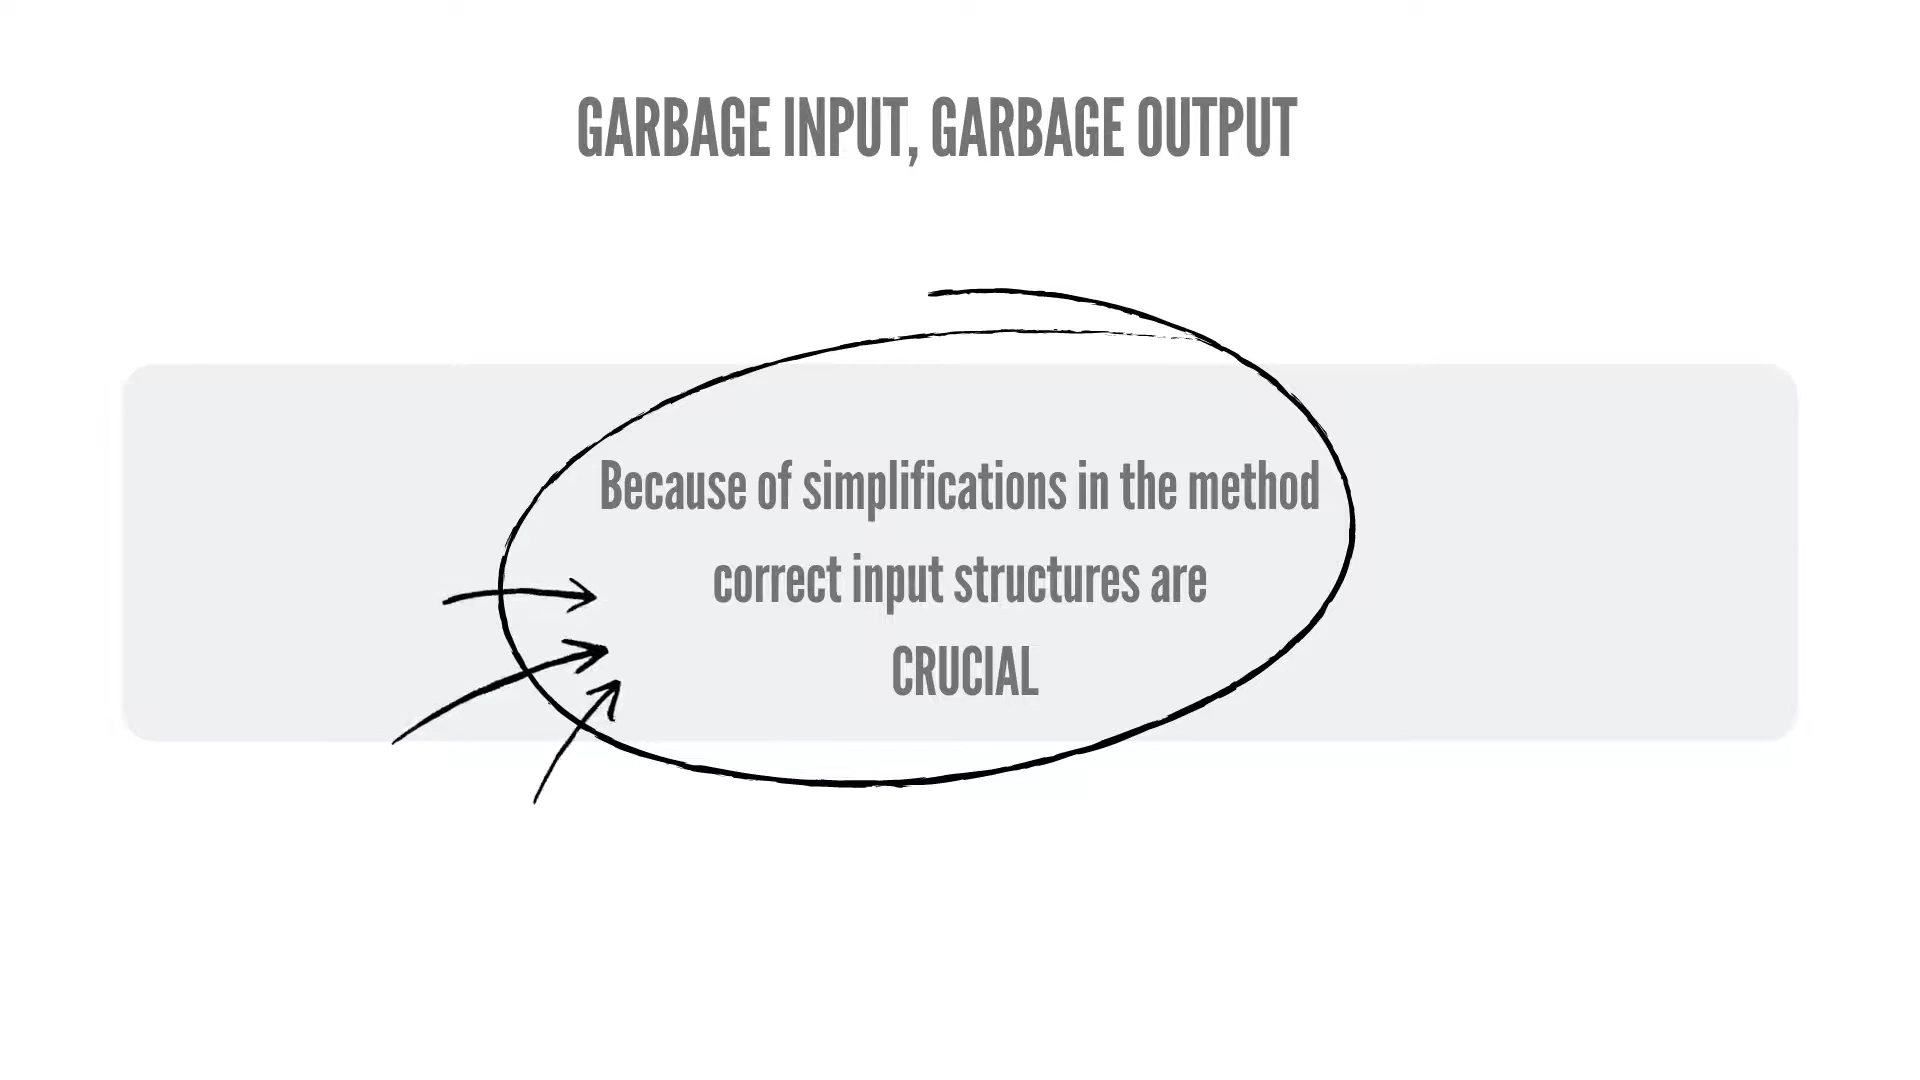 GARBAGE INPUT, GARBAGE OUTPUT
Because of simplifications in the method
correct input structures are
CRUCIAL